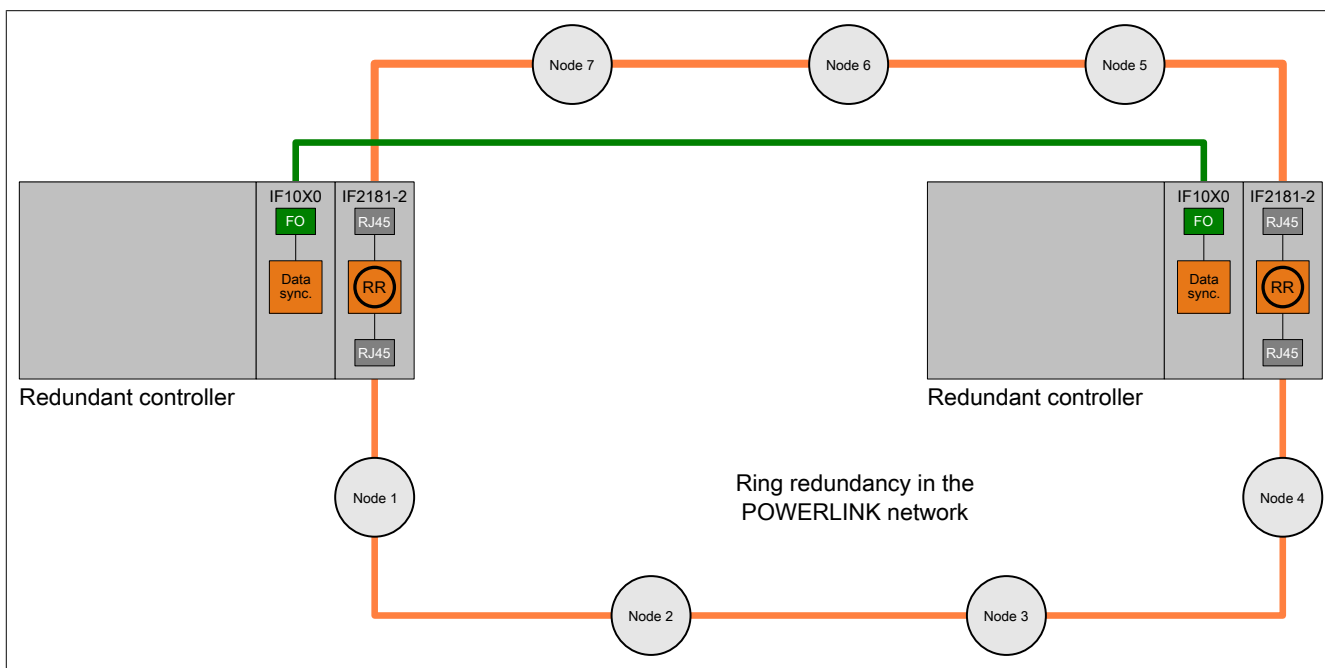 Node 7
Node 6
Node 5
IF10X0
IF2181-2
FO
RJ45
Data
sync.
RR
RJ45
Redundant controller
IF10X0
IF2181-2
FO
RJ45
Data
sync.
RR
RJ45
Redundant controller
Node 1
Ring redundancy in the
POWERLINK network
Node 4
Node 2
Node 3